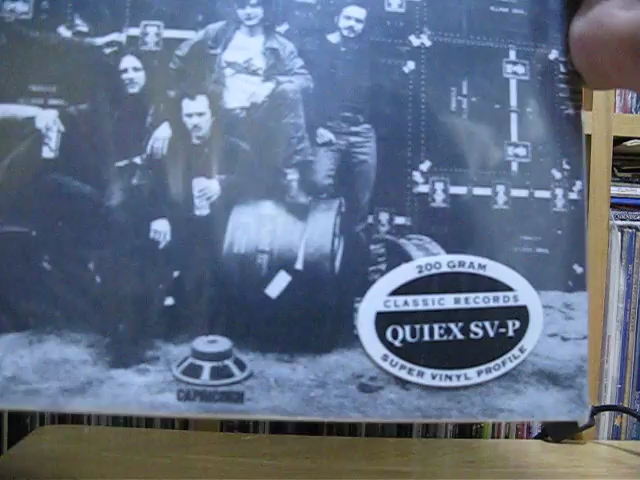 200 GRAM
CLASSIC RECORDS
QUIEX SV-P
SUPER VINYL PROFILE
CAPRICORN